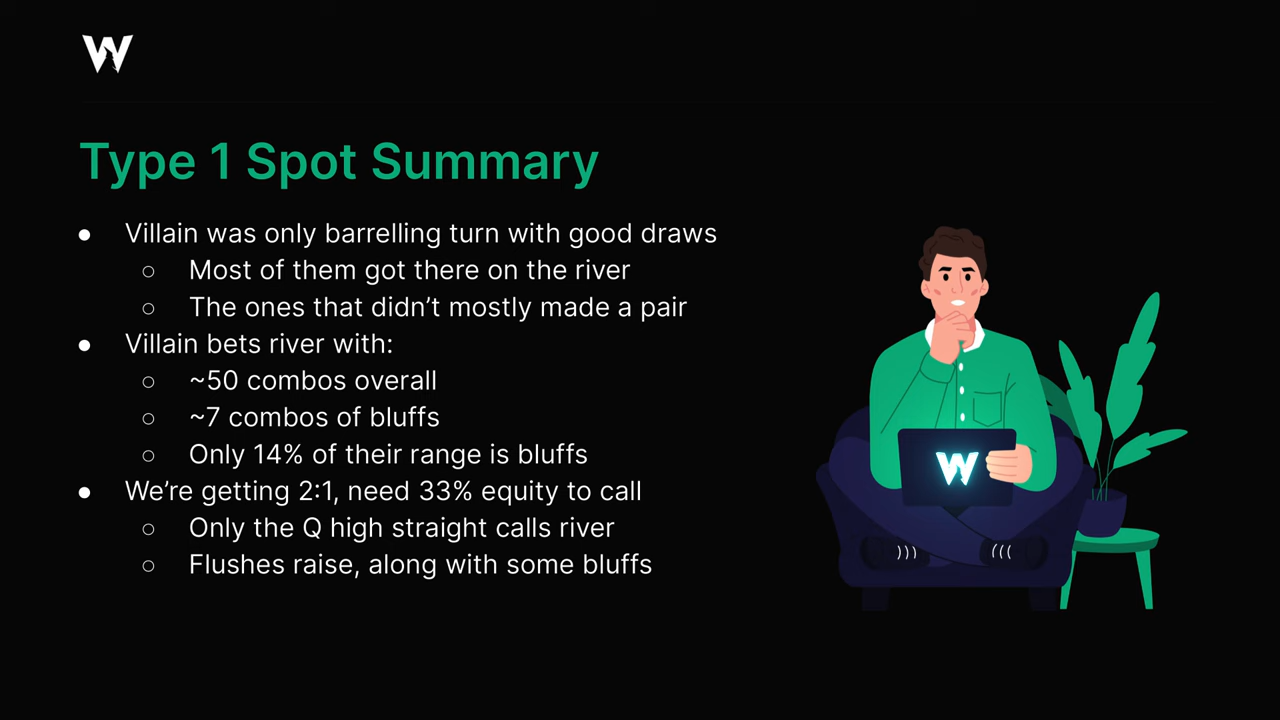 W
Type 1 Spot Summary
● Villain was only barrelling turn with good draws
○ Most of them got there on the river
○ The ones that didn’t mostly made a pair
● Villain bets river with:
○ ~50 combos overall
○ ~7 combos of bluffs
○ Only 14% of their range is bluffs
● We’re getting 2:1, need 33% equity to call
○ Only the Q high straight calls river
○ Flushes raise, along with some bluffs
W